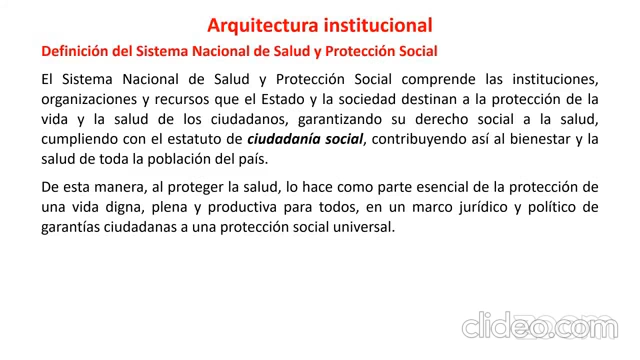 Arquitectura institucional
Definición del Sistema Nacional de Salud y Protección Social
El Sistema Nacional de Salud y Protección Social comprende las instituciones,
organizaciones y recursos que el Estado y la sociedad destinan a la protección de la
vida y la salud de los ciudadanos, garantizando su derecho social a la salud,
cumpliendo con el estatuto de ciudadanía social, contribuyendo así al bienestar y la
salud de toda la población del país.
De esta manera, al proteger la salud, lo hace como parte esencial de la protección de
una vida digna, plena y productiva para todos, en un marco jurídico y político de
garantías ciudadanas a una protección social universal.
zoom
clideo.com